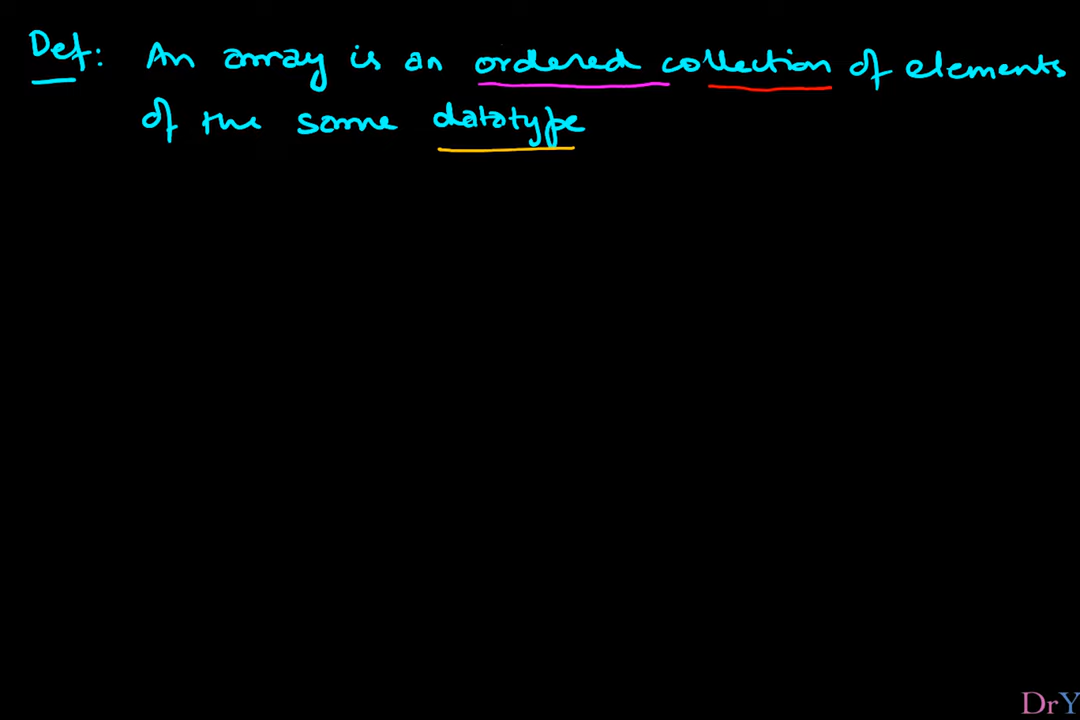 Def: An array is an ordered collection of elements
of the same datatype
DrY